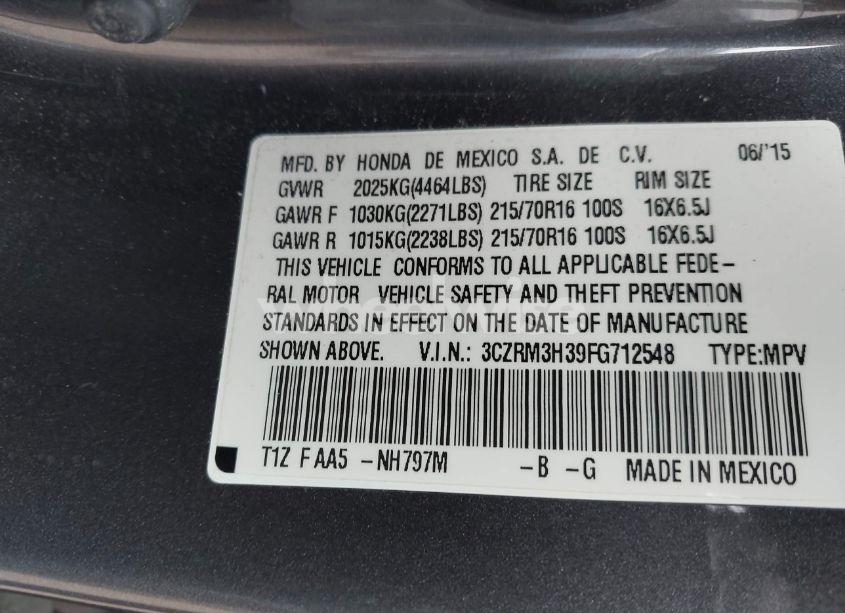 MFD. BY HONDA DE MEXICO S.A. DE C.V. 06/'15
GVWR 2025KG(4464LBS) TIRE SIZE RIM SIZE
GAWR F 1030KG(2271LBS) 215/70R16 100S 16X6.5J
GAWR R 1015KG(2238LBS) 215/70R16 100S 16X6.5J
THIS VEHICLE CONFORMS TO ALL APPLICABLE FEDE-
RAL MOTOR VEHICLE SAFETY AND THEFT PREVENTION
STANDARDS IN EFFECT ON THE DATE OF MANUFACTURE
SHOWN ABOVE. V.I.N.: 3CZRM3H39FG712548 TYPE:MPV
T1Z F AA5 -NH797M -B -G MADE IN MEXICO